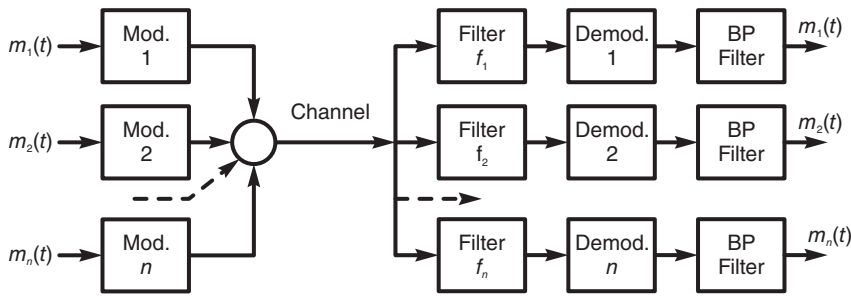 m₁(t)
Mod.
1
Channel
Filter
f₁
Demod.
1
BP
Filter
m₁(t)
m₂(t)
Mod.
2
Filter
f₂
Demod.
2
BP
Filter
m₂(t)
mₙ(t)
Mod.
n
Filter
fₙ
Demod.
n
BP
Filter
mₙ(t)